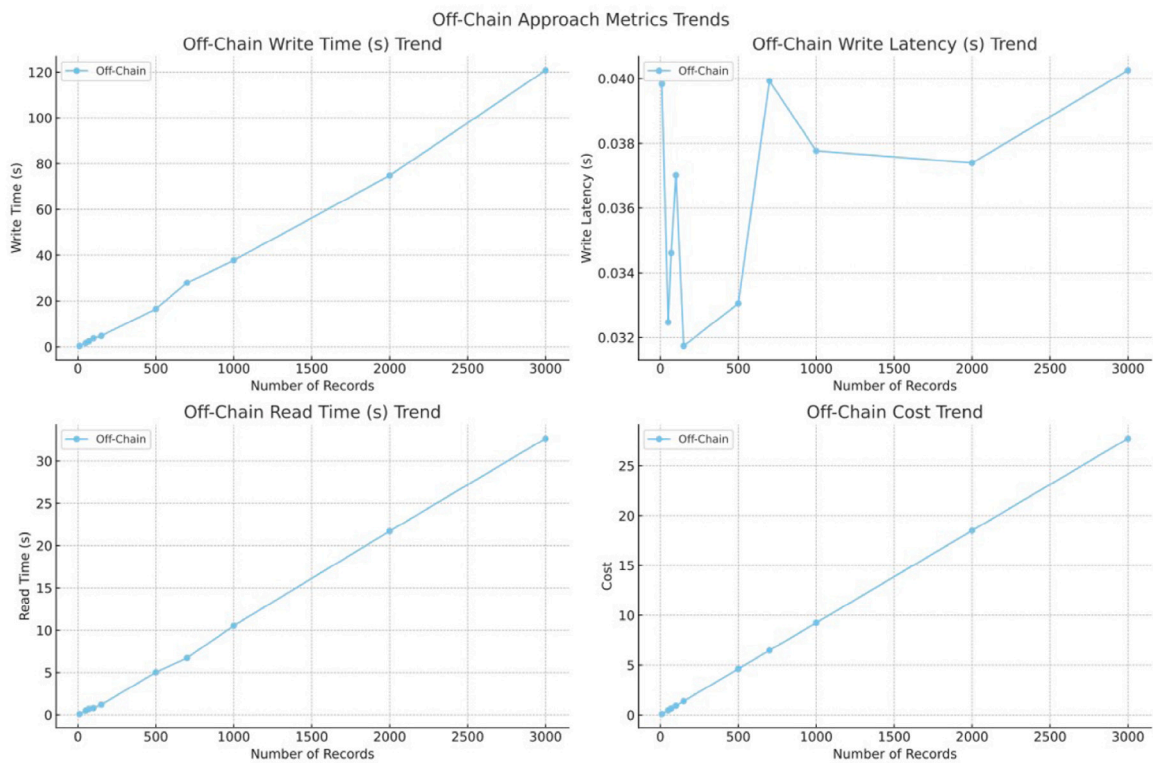 Off-Chain Approach Metrics Trends
Off-Chain Write Time (s) Trend
Off-Chain
Write Time (s)
120
100
80
60
40
20
0
0 500 1000 1500 2000 2500 3000
Number of Records
Off-Chain Write Latency (s) Trend
Off-Chain
Write Latency (s)
0.040
0.038
0.036
0.034
0.032
0 500 1000 1500 2000 2500 3000
Number of Records
Off-Chain Read Time (s) Trend
Off-Chain
Read Time (s)
30
25
20
15
10
5
0
0 500 1000 1500 2000 2500 3000
Number of Records
Off-Chain Cost Trend
Off-Chain
Cost
25
20
15
10
5
0
0 500 1000 1500 2000 2500 3000
Number of Records